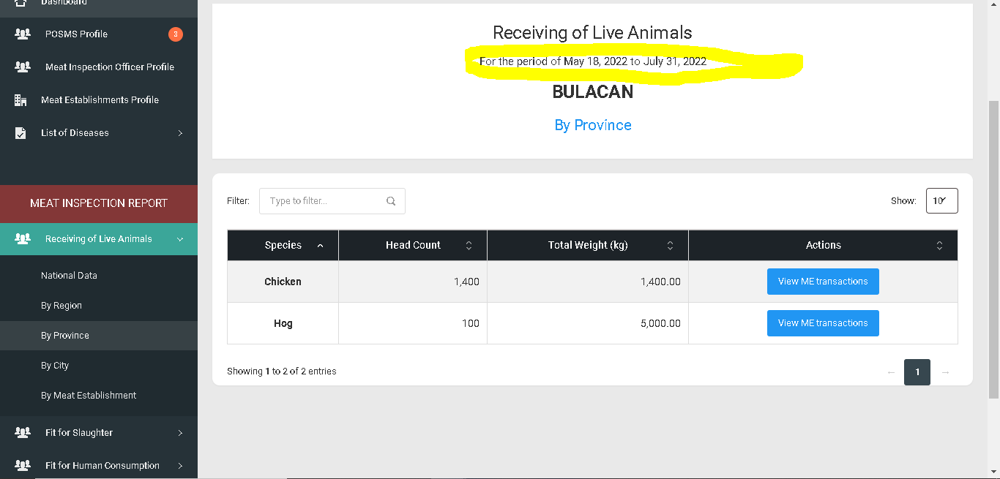 Dashboard
POSMS Profile
3
Meat Inspection Officer Profile
Meat Establishments Profile
List of Diseases
MEAT INSPECTION REPORT
Receiving of Live Animals
National Data
By Region
By Province
By City
By Meat Establishment
Fit for Slaughter
Fit for Human Consumption
Receiving of Live Animals
For the period of May 18, 2022 to July 31, 2022
BULACAN
By Province
Filter: Type to filter... Show: 10
Species Head Count Total Weight (kg) Actions
Chicken 1,400 1,400.00 View ME transactions
Hog 100 5,000.00 View ME transactions
Showing 1 to 2 of 2 entries ← 1 →